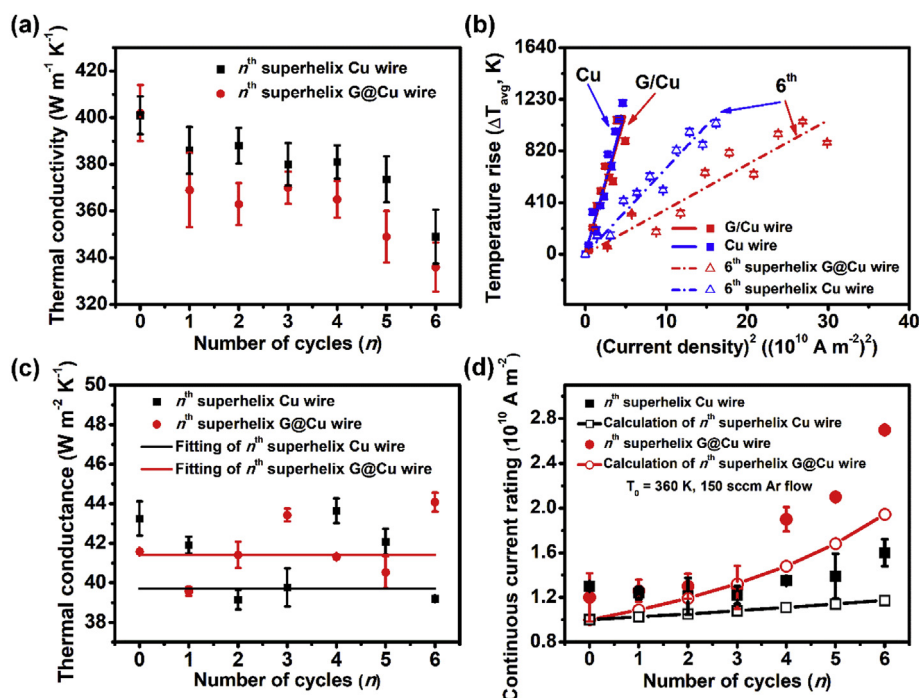 (a)
Thermal conductivity (W m-1 K-1)
420
400
380
360
340
320
nth superhelix Cu wire
nth superhelix G@Cu wire
0 1 2 3 4 5 6
Number of cycles (n)
(b)
Temperature rise (ΔTavg, K)
1640
1230
820
410
0
Cu
G/Cu
6th
G/Cu wire
Cu wire
6th superhelix G@Cu wire
6th superhelix Cu wire
0 10 20 30 40
(Current density)2 ((1010 A m-2)2)
(c)
Thermal conductance (W m-2 K-1)
50
48
46
44
42
40
38
nth superhelix Cu wire
nth superhelix G@Cu wire
Fitting of nth superhelix Cu wire
Fitting of nth superhelix G@Cu wire
0 1 2 3 4 5 6
Number of cycles (n)
(d)
Continuous current rating (1010 A m-2)
2.8
2.4
2.0
1.6
1.2
0.8
nth superhelix Cu wire
Calculation of nth superhelix Cu wire
nth superhelix G@Cu wire
Calculation of nth superhelix G@Cu wire
T0 = 360 K, 150 sccm Ar flow
0 1 2 3 4 5 6
Number of cycles (n)